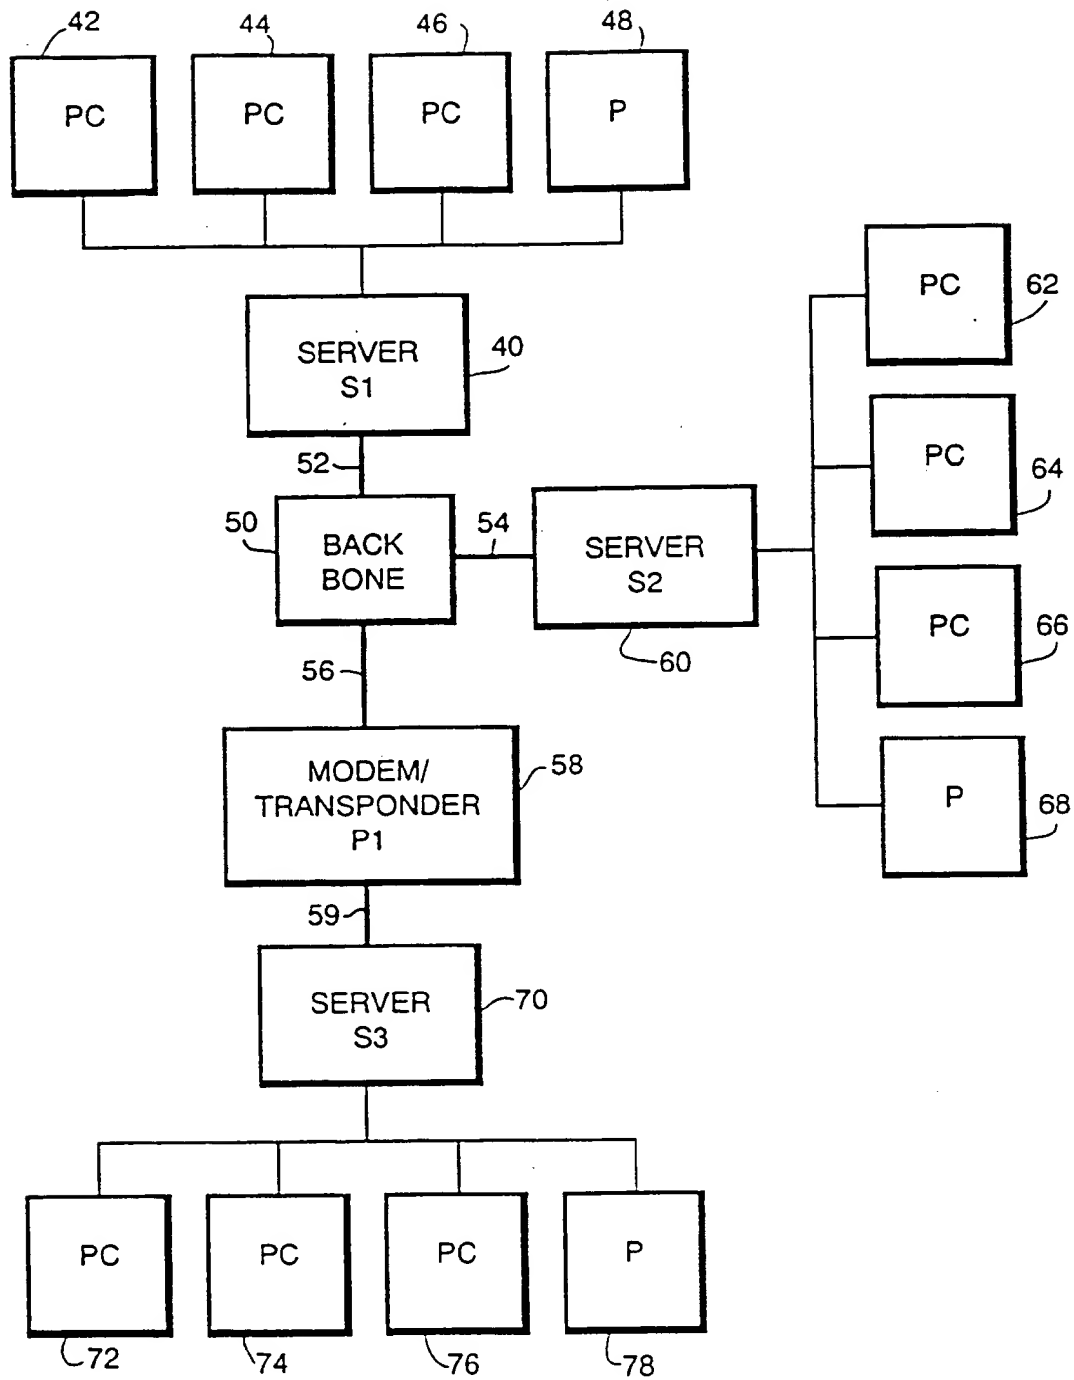 42
44
46
48
PC
PC
PC
P
SERVER
S1
40
52
50
BACK
BONE
54
SERVER
S2
60
PC
62
PC
64
PC
66
P
68
56
MODEM/
TRANSPONDER
P1
58
59
SERVER
S3
70
PC
PC
PC
P
72
74
76
78